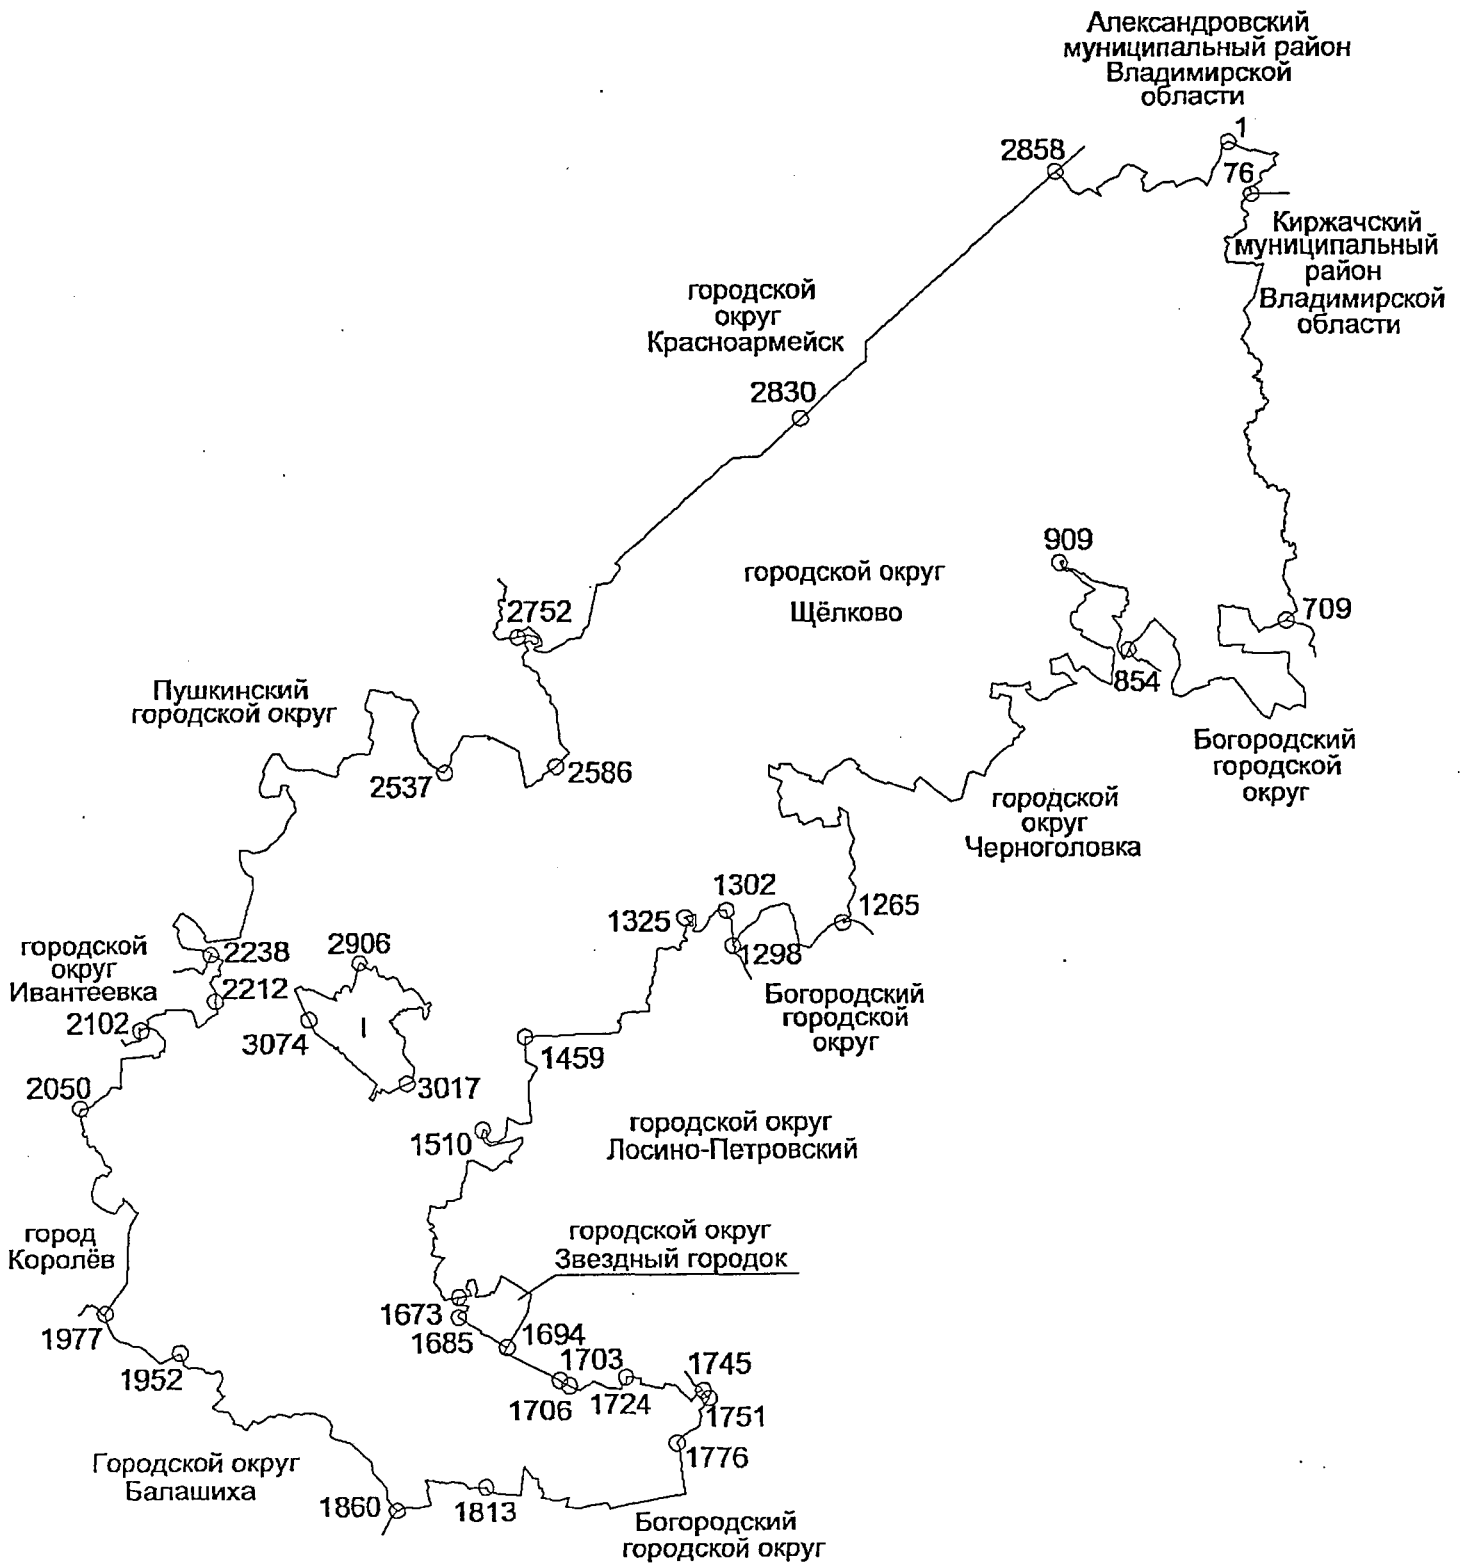 Александровский
муниципальный район
Владимирской
области
1
2858
76
Киржачский
муниципальный
район
Владимирской
области
городской
округ
Красноармейск
2830
909
городской округ
Щёлково
2752
709
854
Пушкинский
городской округ
2537
2586
Богородский
городской
округ
городской
округ
Черноголовка
1302
1325
1265
1298
городской
округ
Ивантеевка
2238
2906
2212
2102
3074
I
Богородский
городской
округ
1459
3017
2050
1510
городской округ
Лосино-Петровский
город
Королёв
городской округ
Звездный городок
1673
1685
1694
1977
1703
1745
1952
1706
1724
1751
1776
Городской округ
Балашиха
1860
1813
Богородский
городской округ